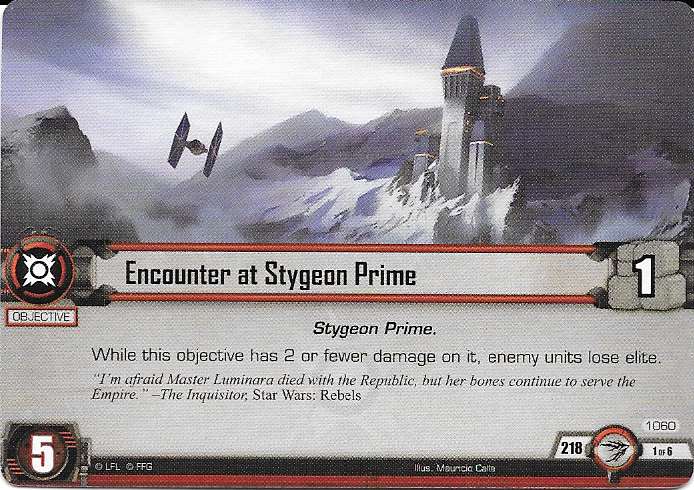 Encounter at Stygeon Prime
1
OBJECTIVE
Stygeon Prime.
While this objective has 2 or fewer damage on it, enemy units lose elite.
“I'm afraid Master Luminara died with the Republic, but her bones continue to serve the
Empire.” –The Inquisitor, Star Wars: Rebels
1060
5
218
1 OF 6
© LFL © FFG
Illus. Mauricio Calle